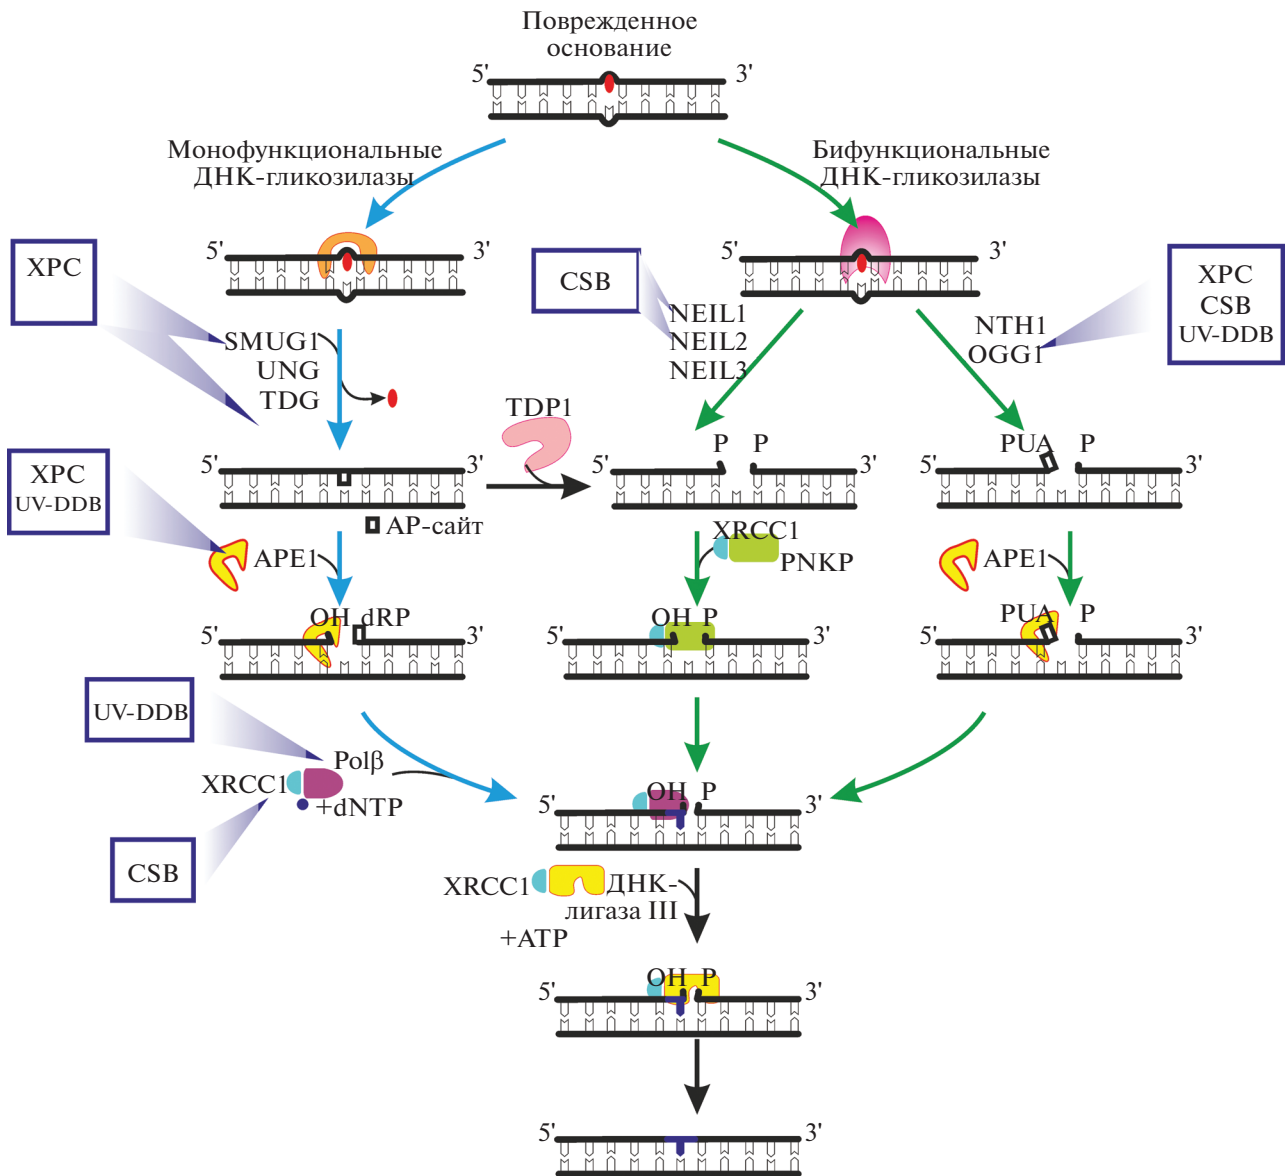 Поврежденное
основание
5'
3'
Монофункциональные
ДНК-гликозилазы
Бифункциональные
ДНК-гликозилазы
XPC
5'
3'
CSB
5'
3'
XPC
CSB
UV-DDB
SMUG1
UNG
TDG
NEIL1
NEIL2
NEIL3
NTH1
OGG1
TDP1
XPC
UV-DDB
5'
3'
АР-сайт
5'
P P
3'
5'
PUA P
3'
APE1
XRCC1
PNKP
APE1
5'
OH dRP
3'
5'
OH P
3'
5'
PUA P
3'
UV-DDB
Polβ
XRCC1
+dNTP
CSB
5'
OH P
3'
XRCC1
ДНК-
лигаза III
+ATP
5'
OH P
3'
5'
3'